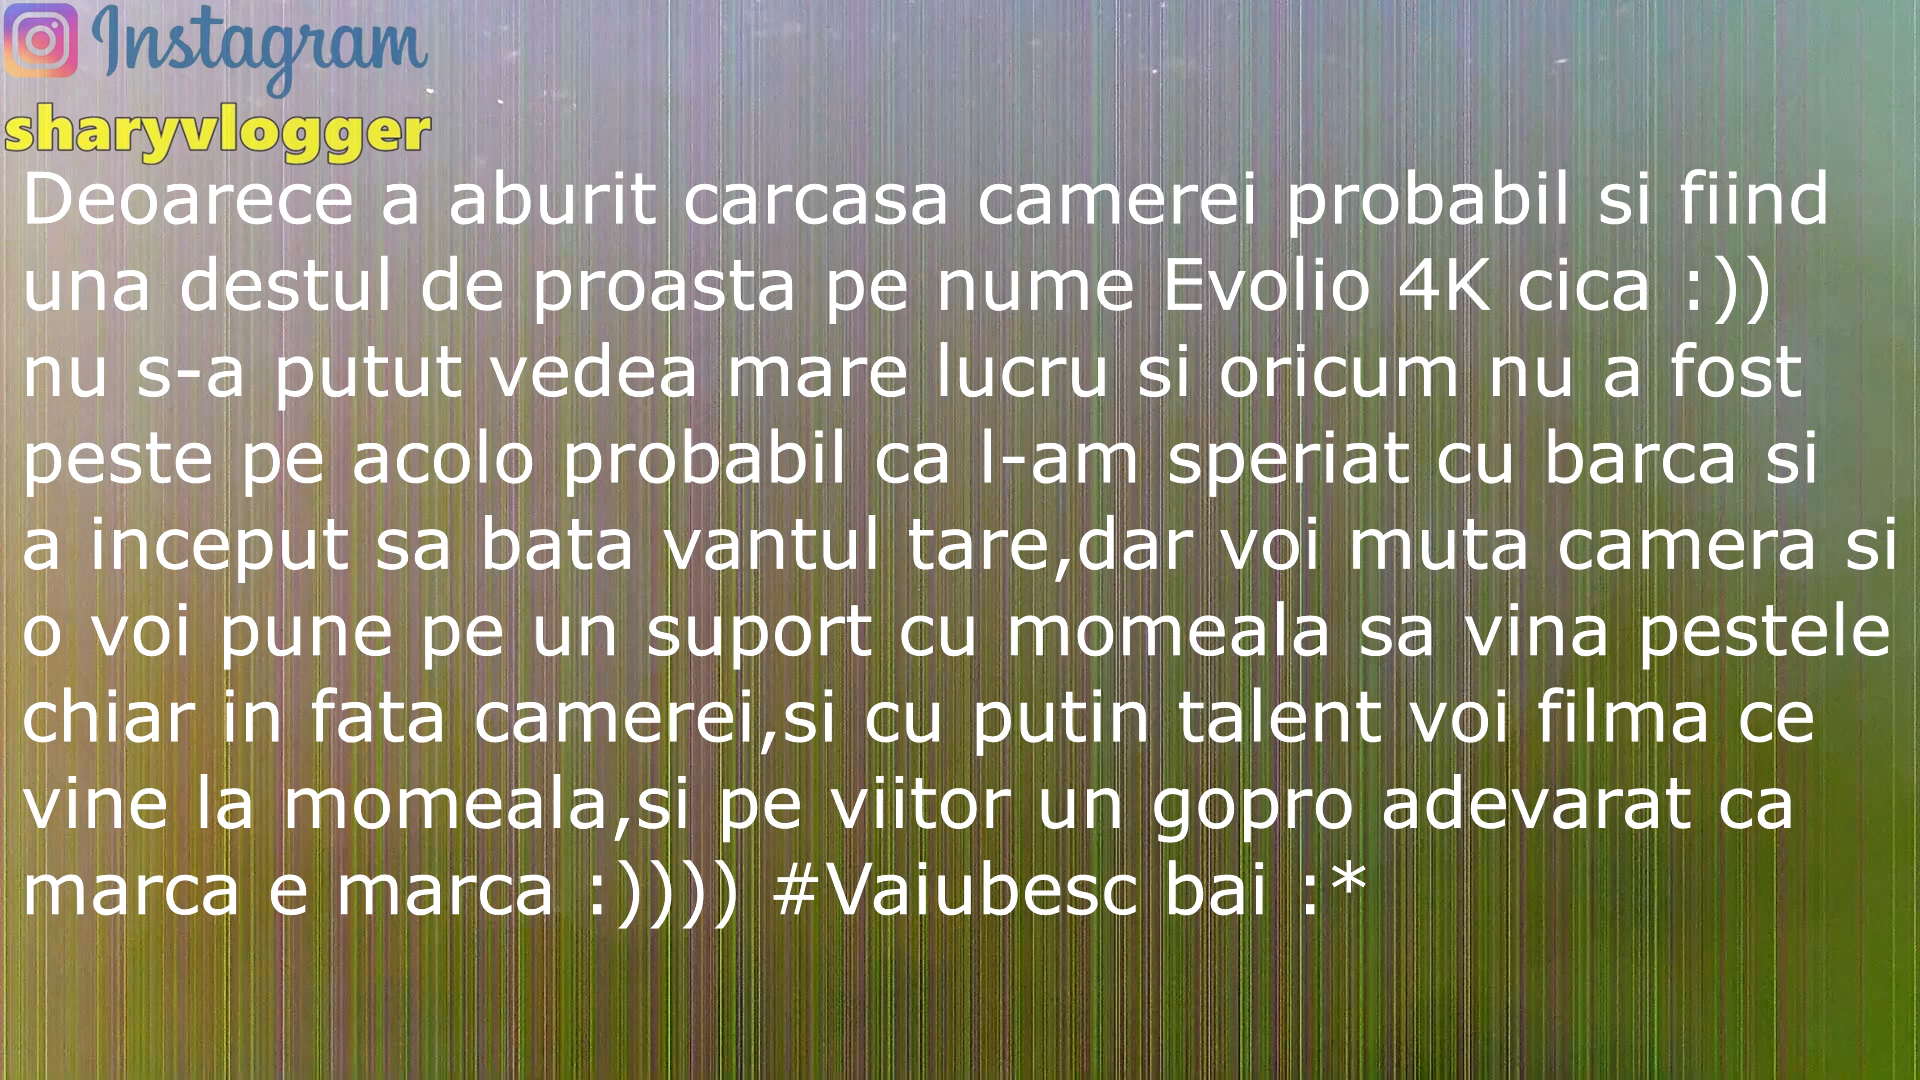 Instagram
sharyvlogger
Deoarece a aburit carcasa camerei probabil si fiind
una destul de proasta pe nume Evolio 4K cica :))
nu s-a putut vedea mare lucru si oricum nu a fost
peste pe acolo probabil ca l-am speriat cu barca si
a inceput sa bata vantul tare,dar voi muta camera si
o voi pune pe un suport cu momeala sa vina pestele
chiar in fata camerei,si cu putin talent voi filma ce
vine la momeala,si pe viitor un gopro adevarat ca
marca e marca :)))) #Vaiubesc bai :*